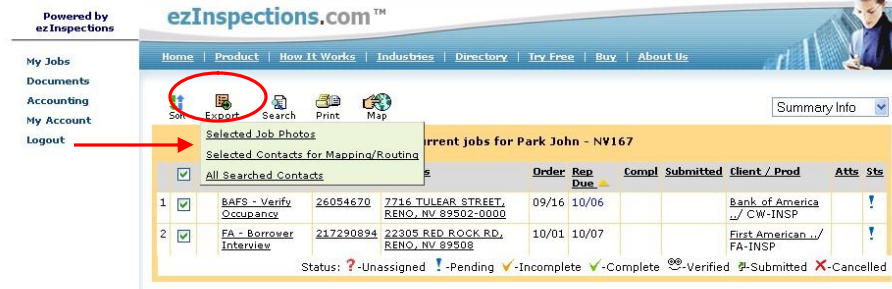 Powered by
ezInspections
ezInspections.com™
Home | Product | How It Works | Industries | Directory | Try Free | Buy | About Us
My Jobs
Documents
Accounting
My Account
Logout
Sort Export Search Print Map
Summary Info
Selected Job Photos
Selected Contacts for Mapping/Routing
All Searched Contacts
urrent jobs for Park John - NV167
s Order Rep Due Compl Submitted Client / Prod Atts Sts
1 BAFS - Verify Occupancy 26054670 7716 TULEAR STREET, RENO, NV 89502-0000 09/16 10/06 Bank of America ../ CW-INSP !
2 FA - Borrower Interview 217290894 22305 RED ROCK RD, RENO, NV 89508 10/01 10/07 First American ../ FA-INSP !
Status: ?-Unassigned !-Pending -Incomplete -Complete -Verified -Submitted X-Cancelled